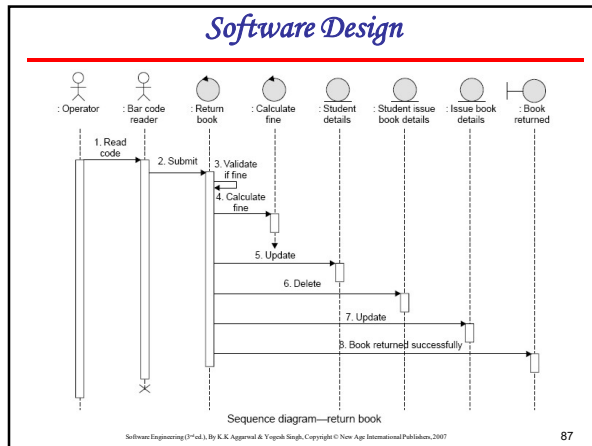 Software Design
: Operator
: Bar code
reader
: Return
book
: Calculate
fine
: Student
details
: Student issue
book details
: Issue book
details
: Book
returned
1. Read
code
2. Submit
3. Validate
if fine
4. Calculate
fine
5. Update
6. Delete
7. Update
8. Book returned successfully
Sequence diagram—return book
Software Engineering (3rd ed.), By K.K Aggarwal & Yogesh Singh, Copyright © New Age International Publishers, 2007
87